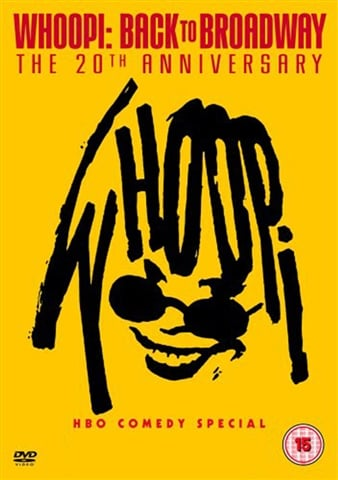 WHOOPI: BACK TO BROADWAY
THE 20TH ANNIVERSARY
WHOOPi
HBO COMEDY SPECIAL
15
DVD
VIDEO